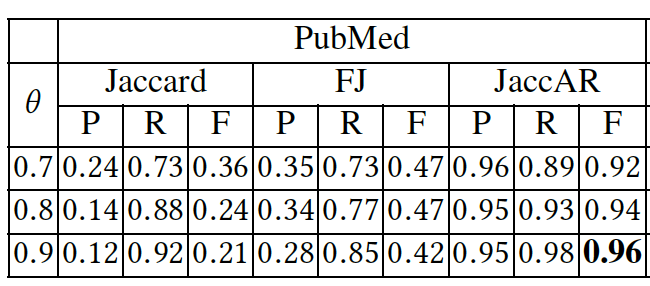 PubMed
θ Jaccard FJ JaccAR
P R F P R F P R F
0.7 0.24 0.73 0.36 0.35 0.73 0.47 0.96 0.89 0.92
0.8 0.14 0.88 0.24 0.34 0.77 0.47 0.95 0.93 0.94
0.9 0.12 0.92 0.21 0.28 0.85 0.42 0.95 0.98 0.96